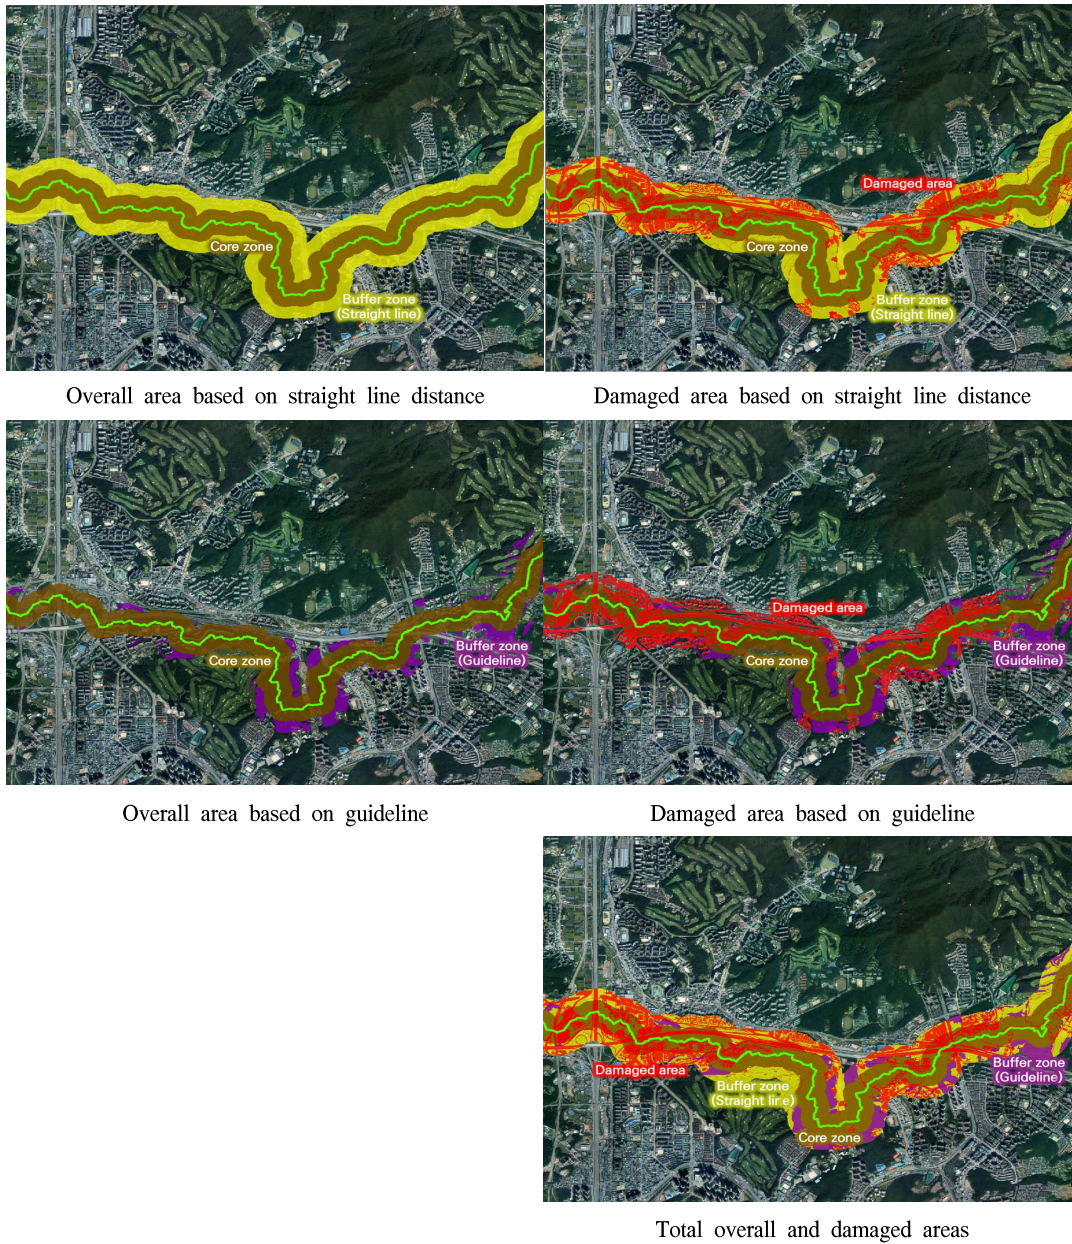 Core zone
Buffer zone
(Straight line)
Damaged area
Core zone
Buffer zone
(Straight line)
Overall area based on straight line distance
Damaged area based on straight line distance
Core zone
Buffer zone
(Guideline)
Damaged area
Core zone
Buffer zone
(Guideline)
Overall area based on guideline
Damaged area based on guideline
Damaged area
Buffer zone
(Straight line)
Core zone
Buffer zone
(Guideline)
Total overall and damaged areas